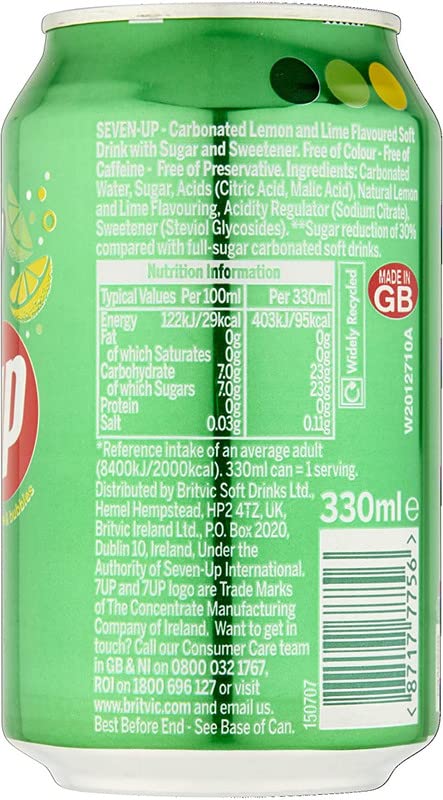 SEVEN-UP - Carbonated Lemon and Lime Flavoured Soft
Drink with Sugar and Sweetener. Free of Colour - Free of
Caffeine - Free of Preservative. Ingredients: Carbonated
Water, Sugar, Acids (Citric Acid, Malic Acid), Natural Lemon
and Lime Flavouring, Acidity Regulator (Sodium Citrate),
Sweetener (Steviol Glycosides). **Sugar reduction of 30%
compared with full-sugar carbonated soft drinks.
Nutrition Information
Typical Values Per 100ml Per 330ml
Energy 122kJ/29kcal 403kJ/95kcal
Fat 0g 0g
of which Saturates 0g 0g
Carbohydrate 7.0g 23g
of which Sugars 7.0g 23g
Protein 0g 0g
Salt 0.03g 0.11g
Widely Recycled
MADE IN
GB
W2012710A
*Reference Intake of an average adult
(8400kJ/2000kcal). 330ml can = 1 serving.
Distributed by Britvic Soft Drinks Ltd.,
Hemel Hempstead, HP2 4TZ, UK,
Britvic Ireland Ltd., P.O. Box 2020,
Dublin 10, Ireland, Under the
Authority of Seven-Up International.
7UP and 7UP logo are Trade Marks
of The Concentrate Manufacturing
Company of Ireland. Want to get in
touch? Call our Consumer Care team
in GB & NI on 0800 032 1767,
ROI on 1800 696 127 or visit
www.britvic.com and email us.
Best Before End - See Base of Can.
330ml e
150707
< 87177756 >
up
& bubbles